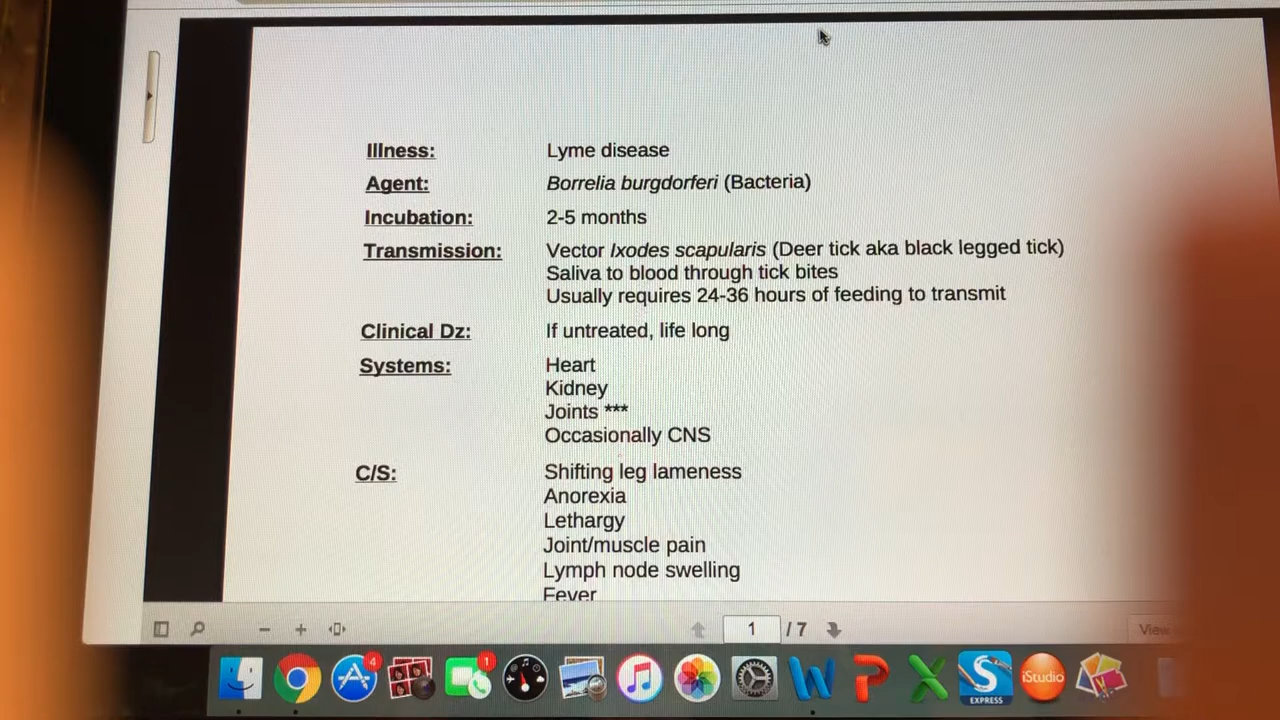 Illness: Lyme disease
Agent: Borrelia burgdorferi (Bacteria)
Incubation: 2-5 months
Transmission: Vector Ixodes scapularis (Deer tick aka black legged tick)
Saliva to blood through tick bites
Usually requires 24-36 hours of feeding to transmit
Clinical Dz: If untreated, life long
Systems: Heart
Kidney
Joints ***
Occasionally CNS
C/S: Shifting leg lameness
Anorexia
Lethargy
Joint/muscle pain
Lymph node swelling
Fever
1 / 7
View
4
1
EXPRESS
iStudio